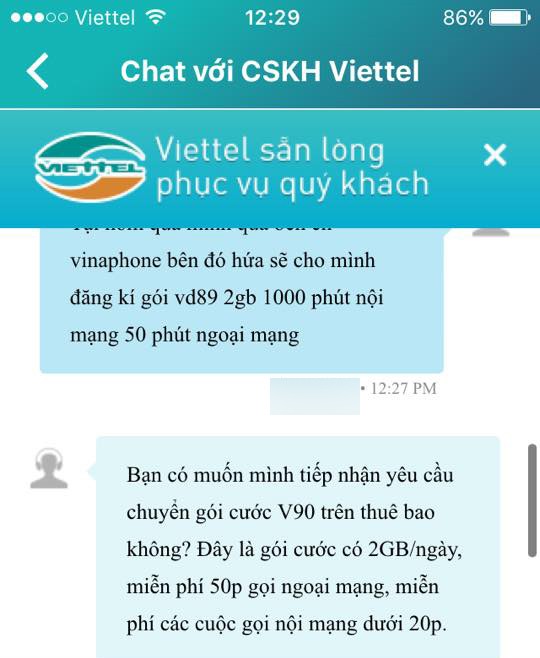 Viettel
12:29
86%
Chat với CSKH Viettel
VIETTEL
Viettel sẵn lòng
phục vụ quý khách
vinaphone bên đó hứa sẽ cho mình
đăng kí gói vd89 2gb 1000 phút nội
mạng 50 phút ngoại mạng
• 12:27 PM
Bạn có muốn mình tiếp nhận yêu cầu
chuyển gói cước V90 trên thuê bao
không? Đây là gói cước có 2GB/ngày,
miễn phí 50p gọi ngoại mạng, miễn
phí các cuộc gọi nội mạng dưới 20p.